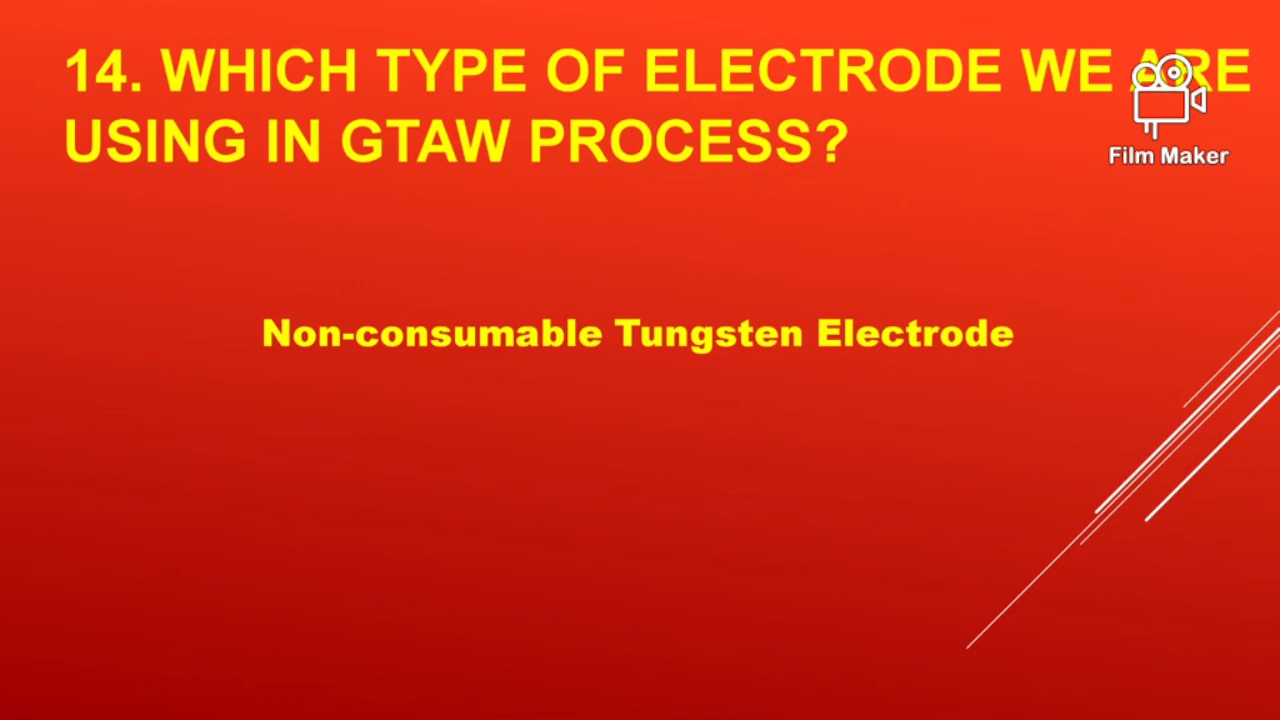 14. WHICH TYPE OF ELECTRODE WE ARE
USING IN GTAW PROCESS?
Film Maker
Non-consumable Tungsten Electrode